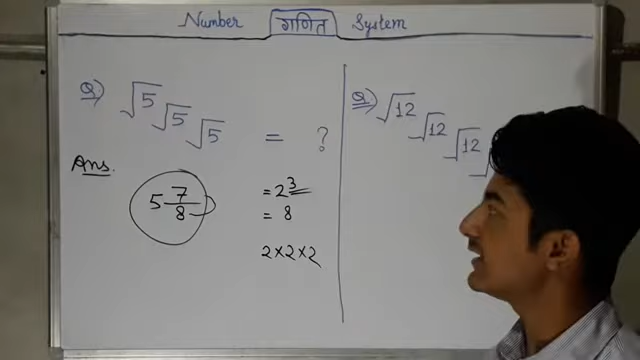 Number गणित System
Q) √5 √5 √5 = ?
Ans.
5 7/8
= 2³
= 8
2×2×2
Q) √12 √12 √12 √